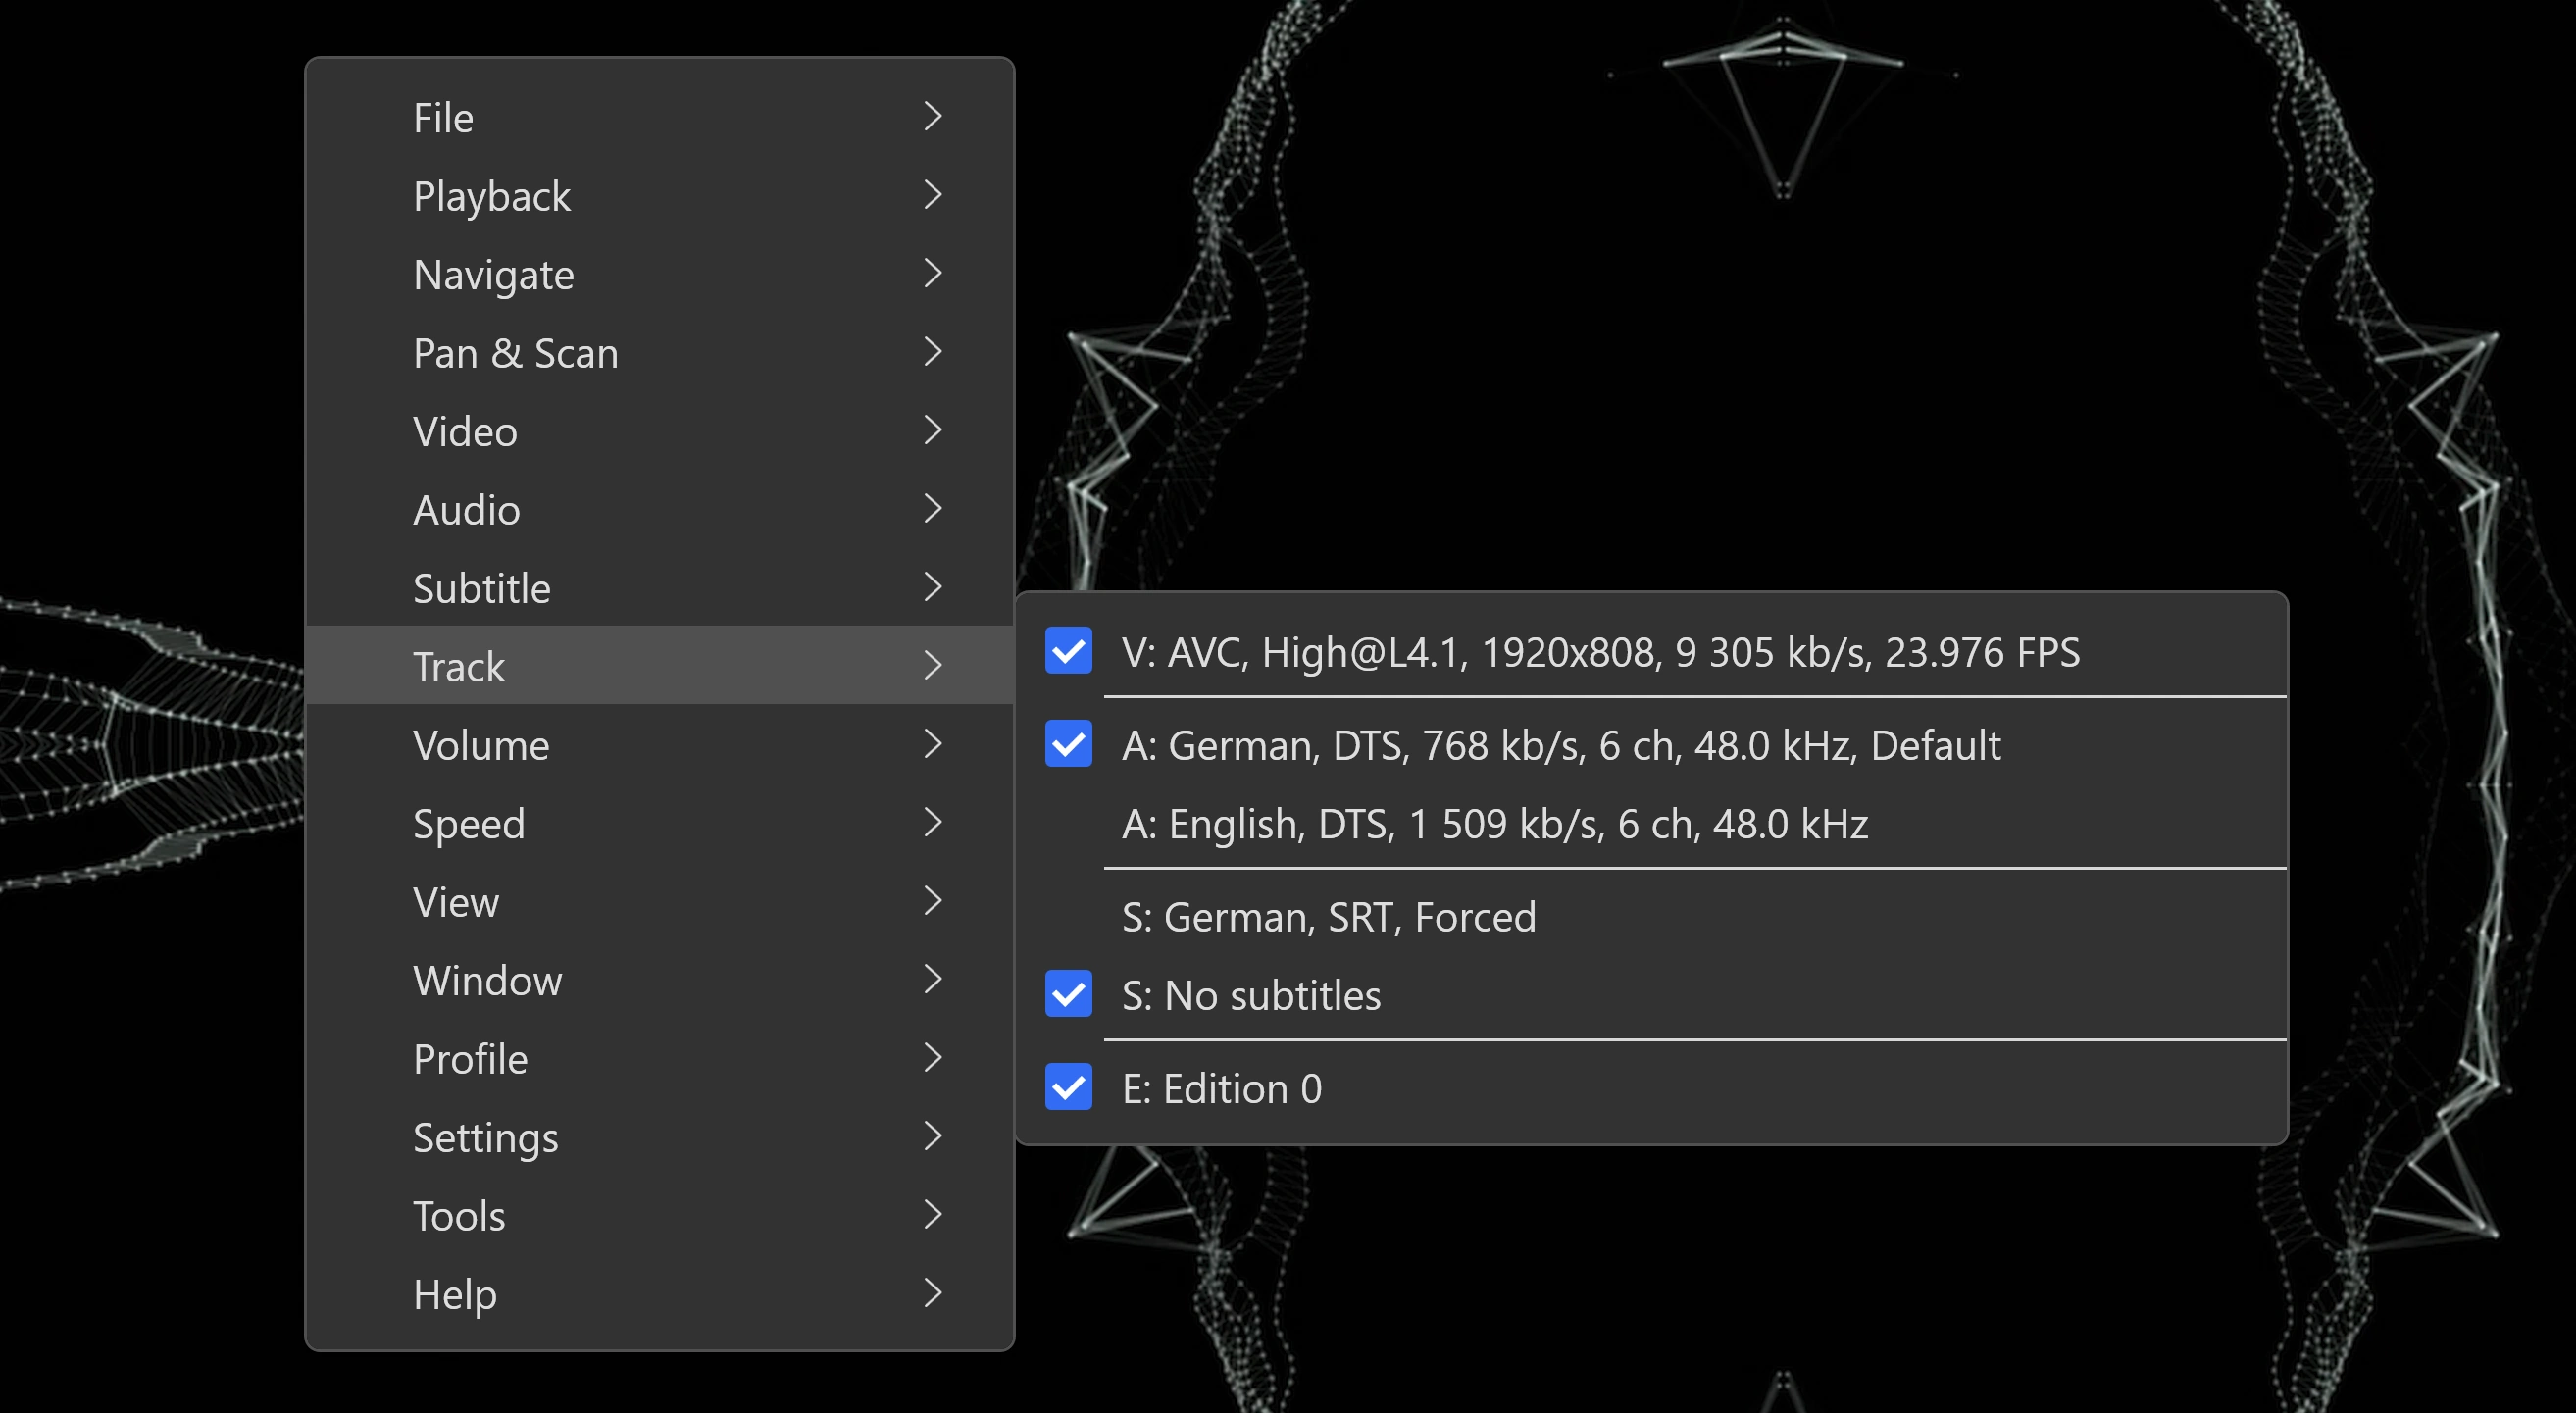 File
Playback
Navigate
Pan & Scan
Video
Audio
Subtitle
Track
Volume
Speed
View
Window
Profile
Settings
Tools
Help
V: AVC, High@L4.1, 1920x808, 9 305 kb/s, 23.976 FPS
A: German, DTS, 768 kb/s, 6 ch, 48.0 kHz, Default
A: English, DTS, 1 509 kb/s, 6 ch, 48.0 kHz
S: German, SRT, Forced
S: No subtitles
E: Edition 0